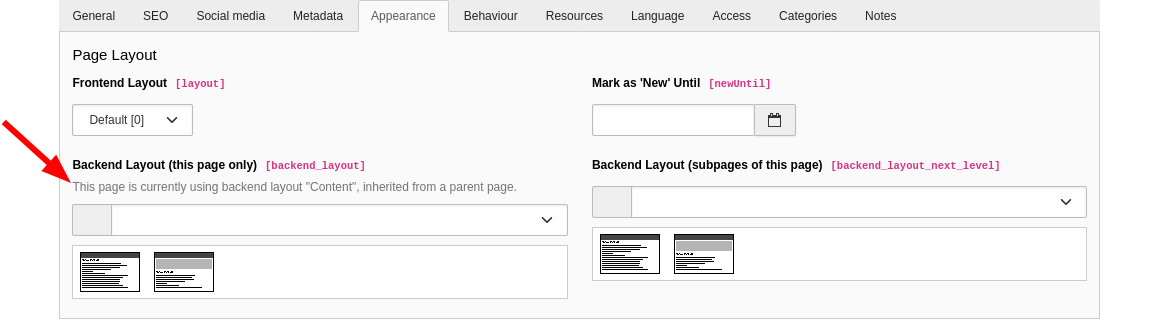 General SEO Social media Metadata Appearance Behaviour Resources Language Access Categories Notes
Page Layout
Frontend Layout [layout] Mark as 'New' Until [newUntil]
Default [0]
Backend Layout (this page only) [backend_layout] Backend Layout (subpages of this page) [backend_layout_next_level]
This page is currently using backend layout "Content", inherited from a parent page.